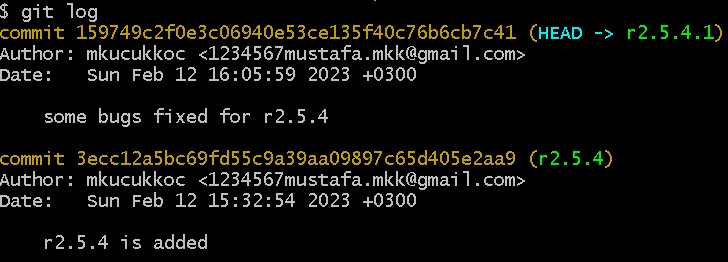 $ git log
commit 159749c2f0e3c06940e53ce135f40c76b6cb7c41 (HEAD -> r2.5.4.1)
Author: mkucukkoc <1234567mustafa.mkk@gmail.com>
Date:   Sun Feb 12 16:05:59 2023 +0300

    some bugs fixed for r2.5.4

commit 3ecc12a5bc69fd55c9a39aa09897c65d405e2aa9 (r2.5.4)
Author: mkucukkoc <1234567mustafa.mkk@gmail.com>
Date:   Sun Feb 12 15:32:54 2023 +0300

    r2.5.4 is added